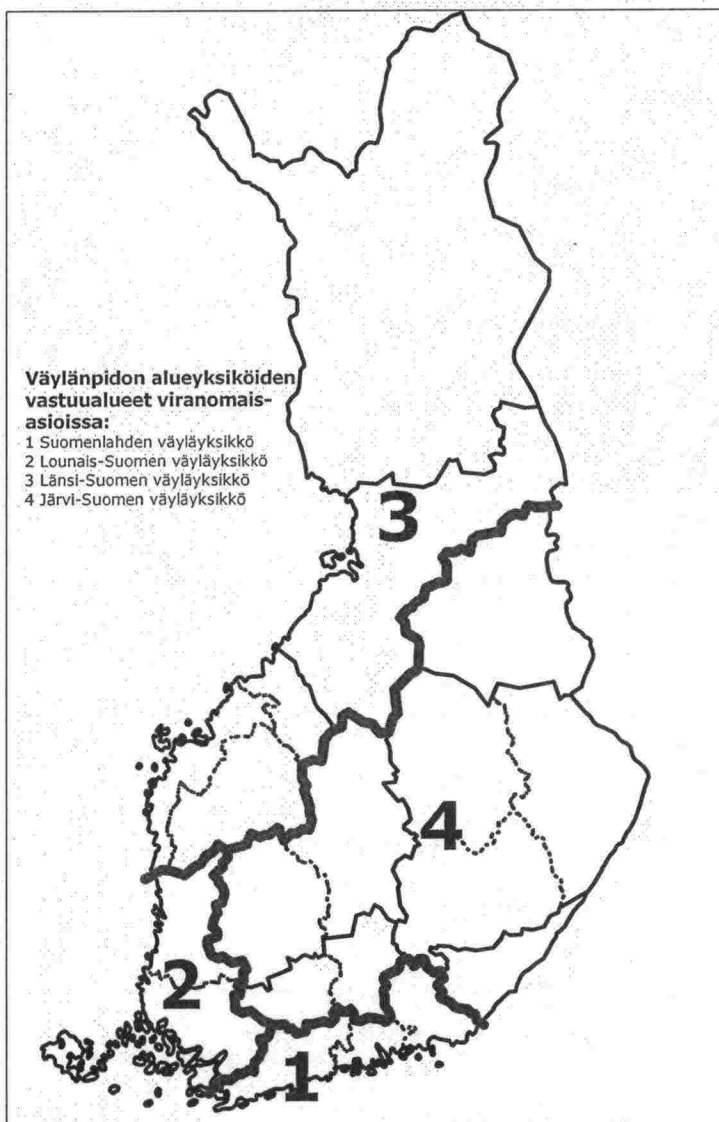 Väylänpidon alueyksiköiden
vastuualueet viranomais-
asioissa:
1 Suomenlahden väyläyksikkö
2 Lounais-Suomen väyläyksikkö
3 Länsi-Suomen väyläyksikkö
4 Järvi-Suomen väyläyksikkö
3
4
2
1